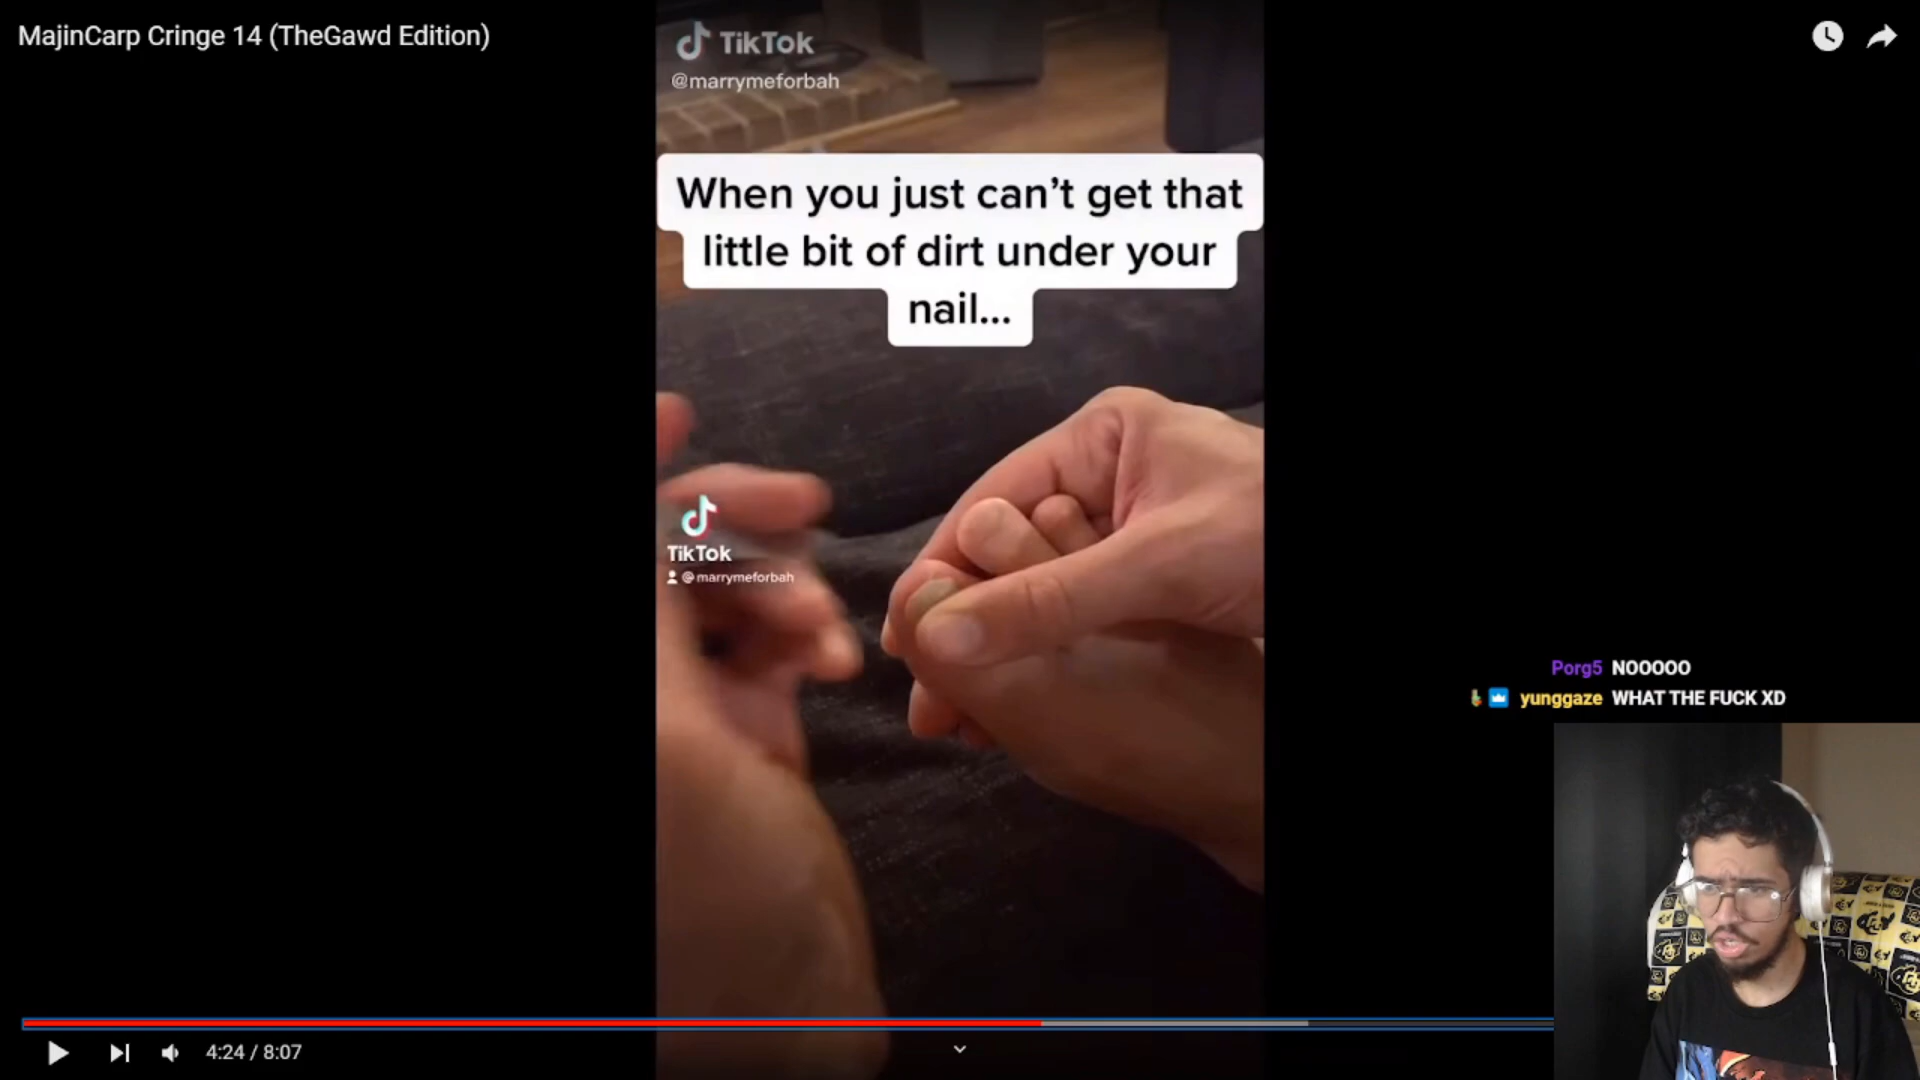 MajinCarp Cringe 14 (TheGawd Edition)
TikTok
@marrymeforbah
When you just can't get that
little bit of dirt under your
nail...
TikTok
@marrymeforbah
Porg5 NOOOOO
yunggaze WHAT THE FUCK XD
4:24 / 8:07